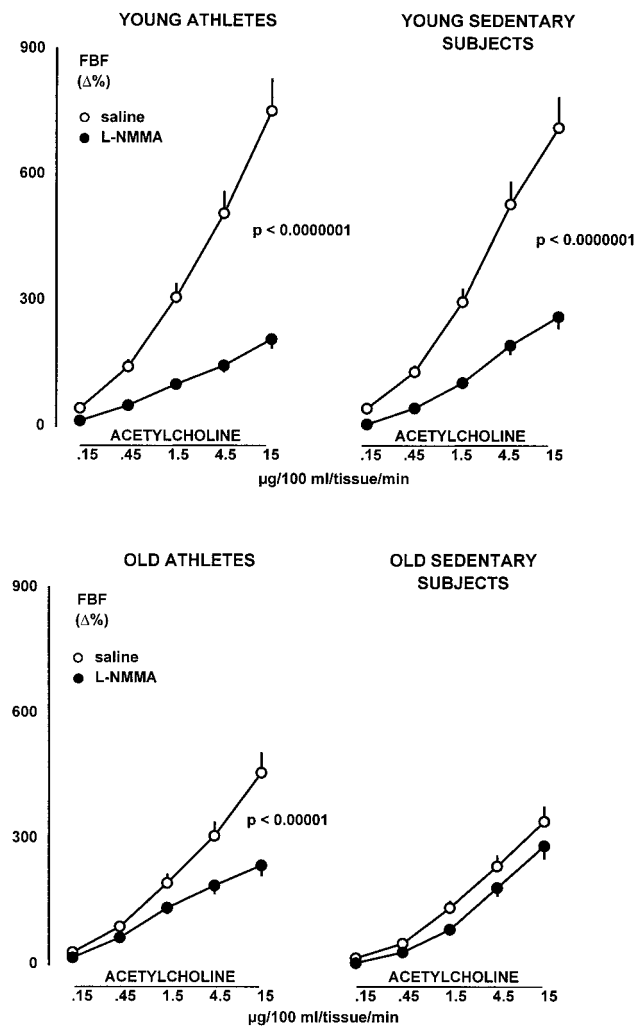 YOUNG ATHLETES
YOUNG SEDENTARY
SUBJECTS
900
FBF
(Δ%)
saline
L-NMMA
600
p < 0.0000001
p < 0.0000001
300
0
ACETYLCHOLINE
ACETYLCHOLINE
.15 .45 1.5 4.5 15
.15 .45 1.5 4.5 15
µg/100 ml/tissue/min
OLD ATHLETES
OLD SEDENTARY
SUBJECTS
900
FBF
(Δ%)
saline
L-NMMA
600
300
p < 0.00001
0
ACETYLCHOLINE
ACETYLCHOLINE
.15 .45 1.5 4.5 15
.15 .45 1.5 4.5 15
µg/100 ml/tissue/min